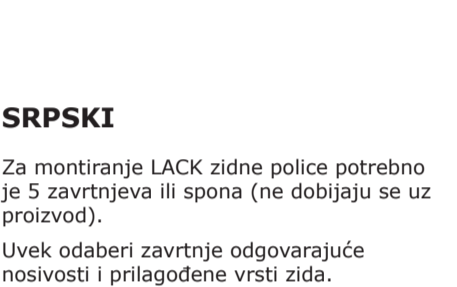 SRPSKI
Za montiranje LACK zidne police potrebno
je 5 zavrtnjeva ili spona (ne dobijaju se uz
proizvod).
Uvek odaberi zavrtnje odgovarajuće
nosivosti i prilagođene vrsti zida.